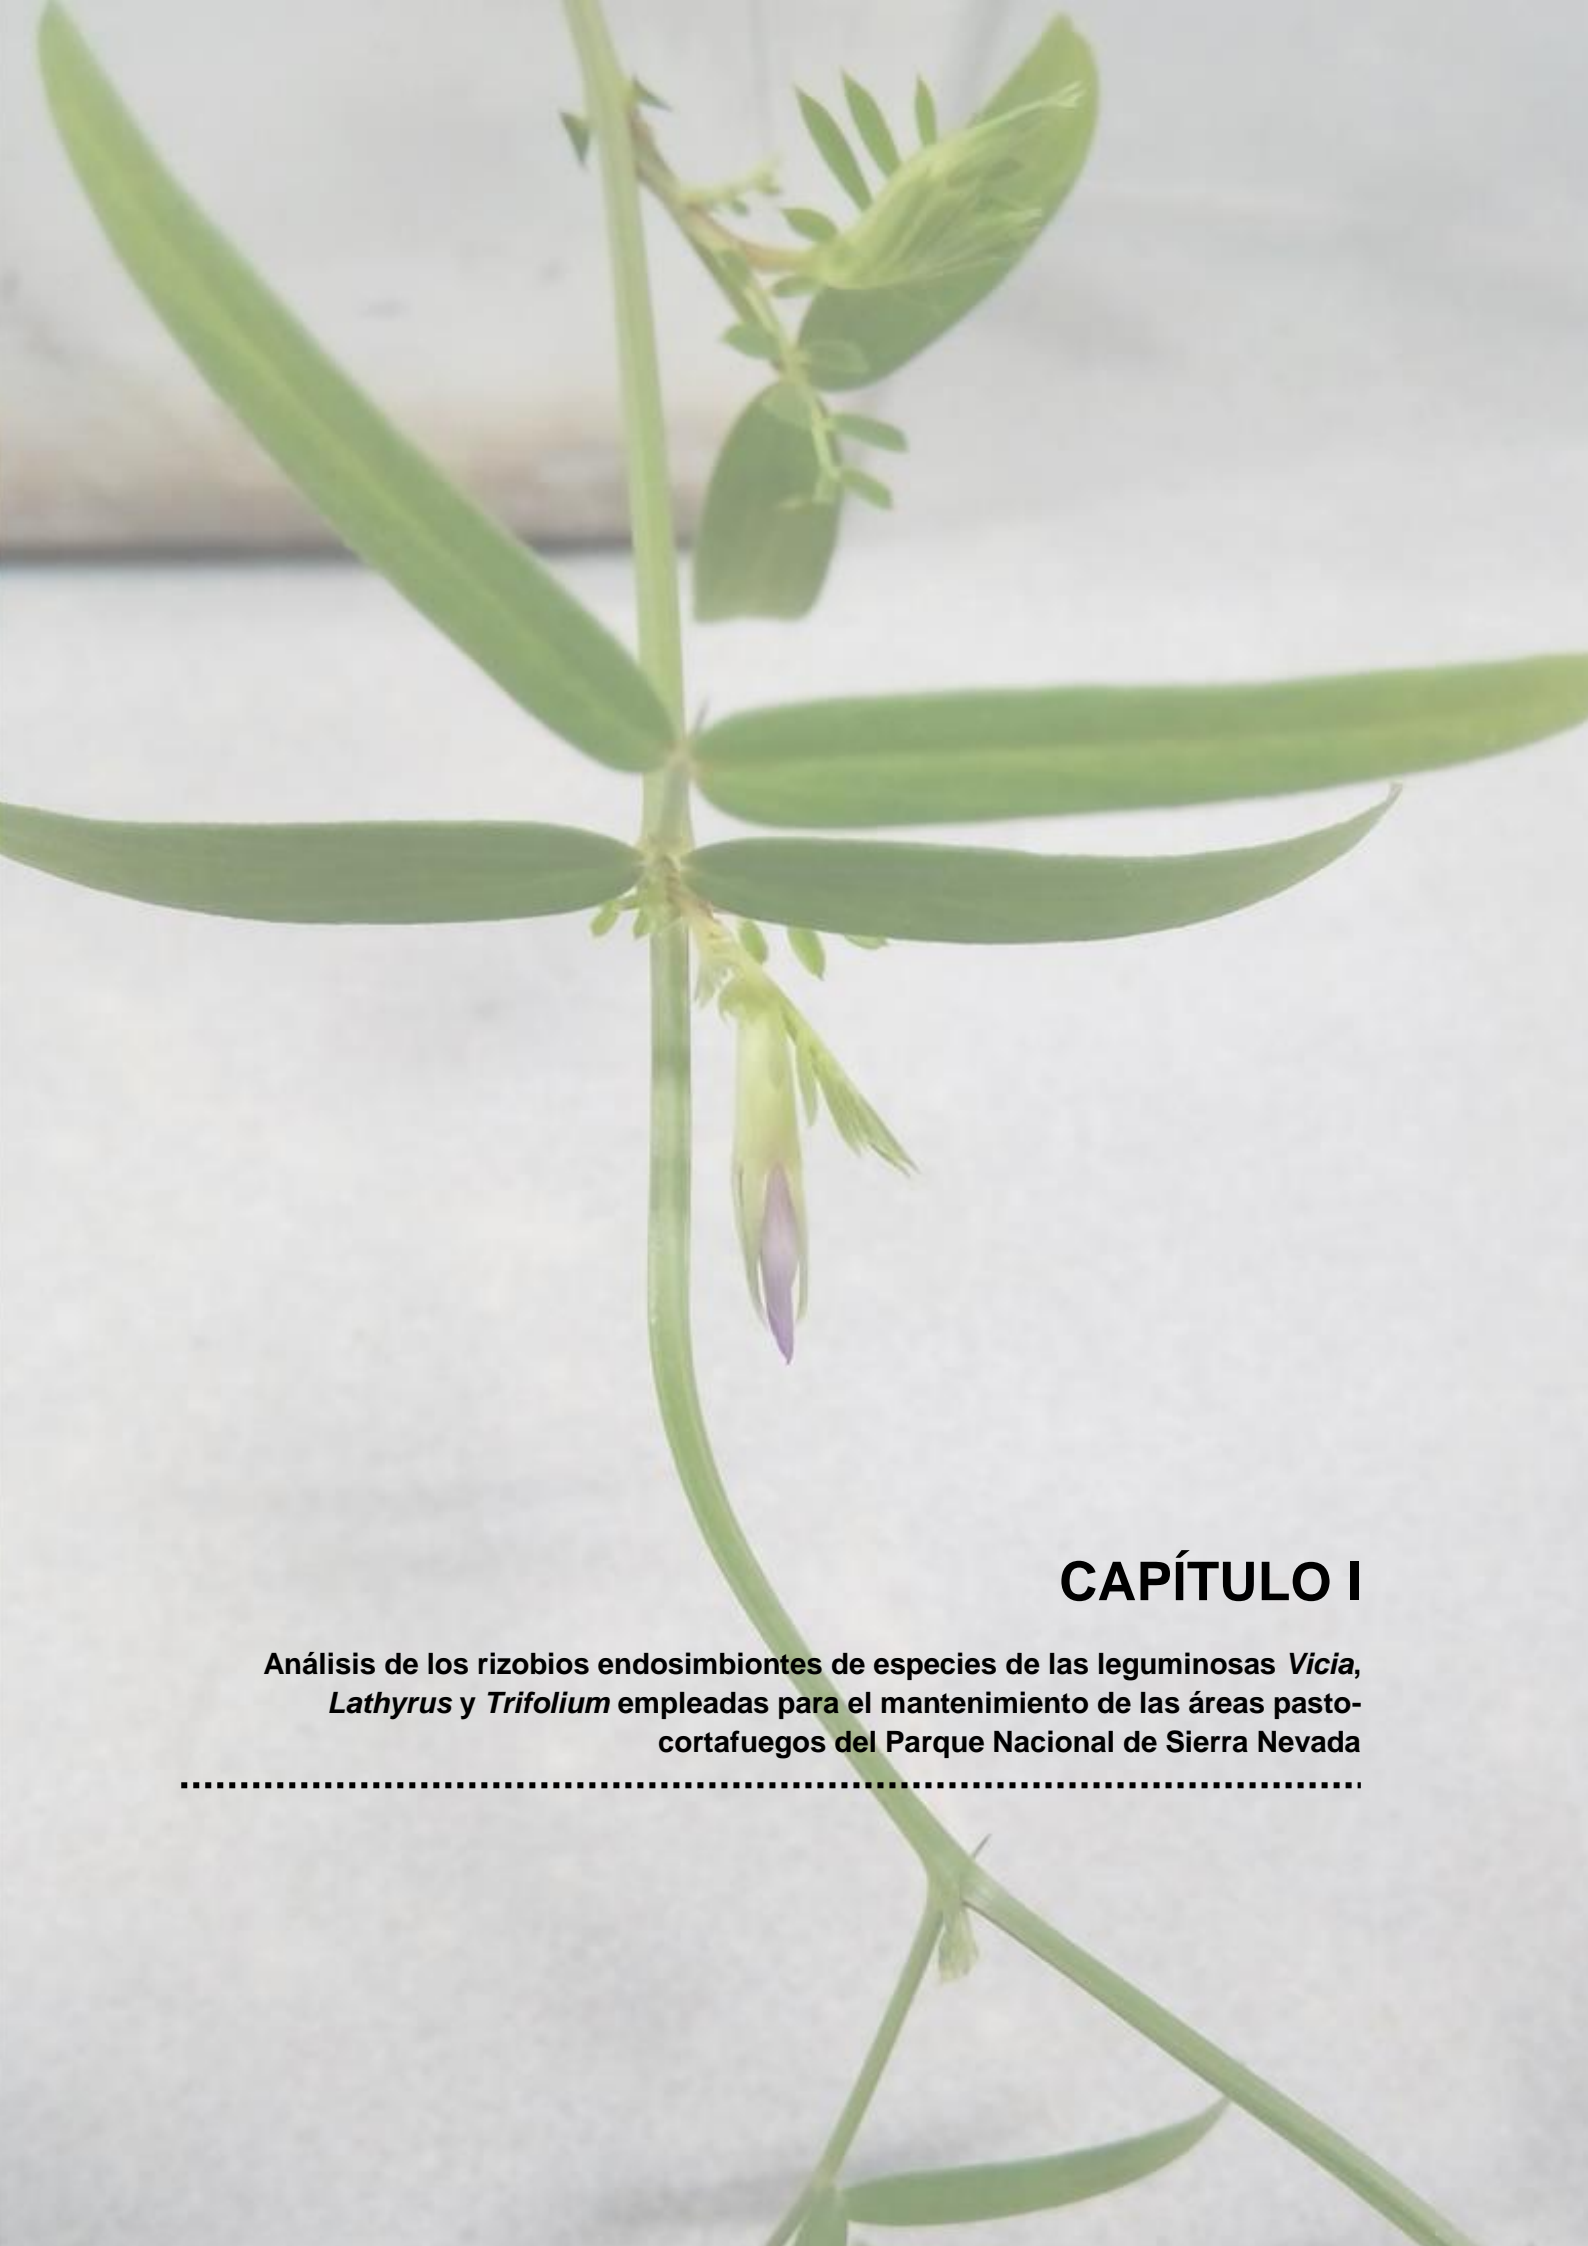 CAPÍTULO I
Análisis de los rizobios endosimbiontes de especies de las leguminosas Vicia,
Lathyrus y Trifolium empleadas para el mantenimiento de las áreas pasto-
cortafuegos del Parque Nacional de Sierra Nevada